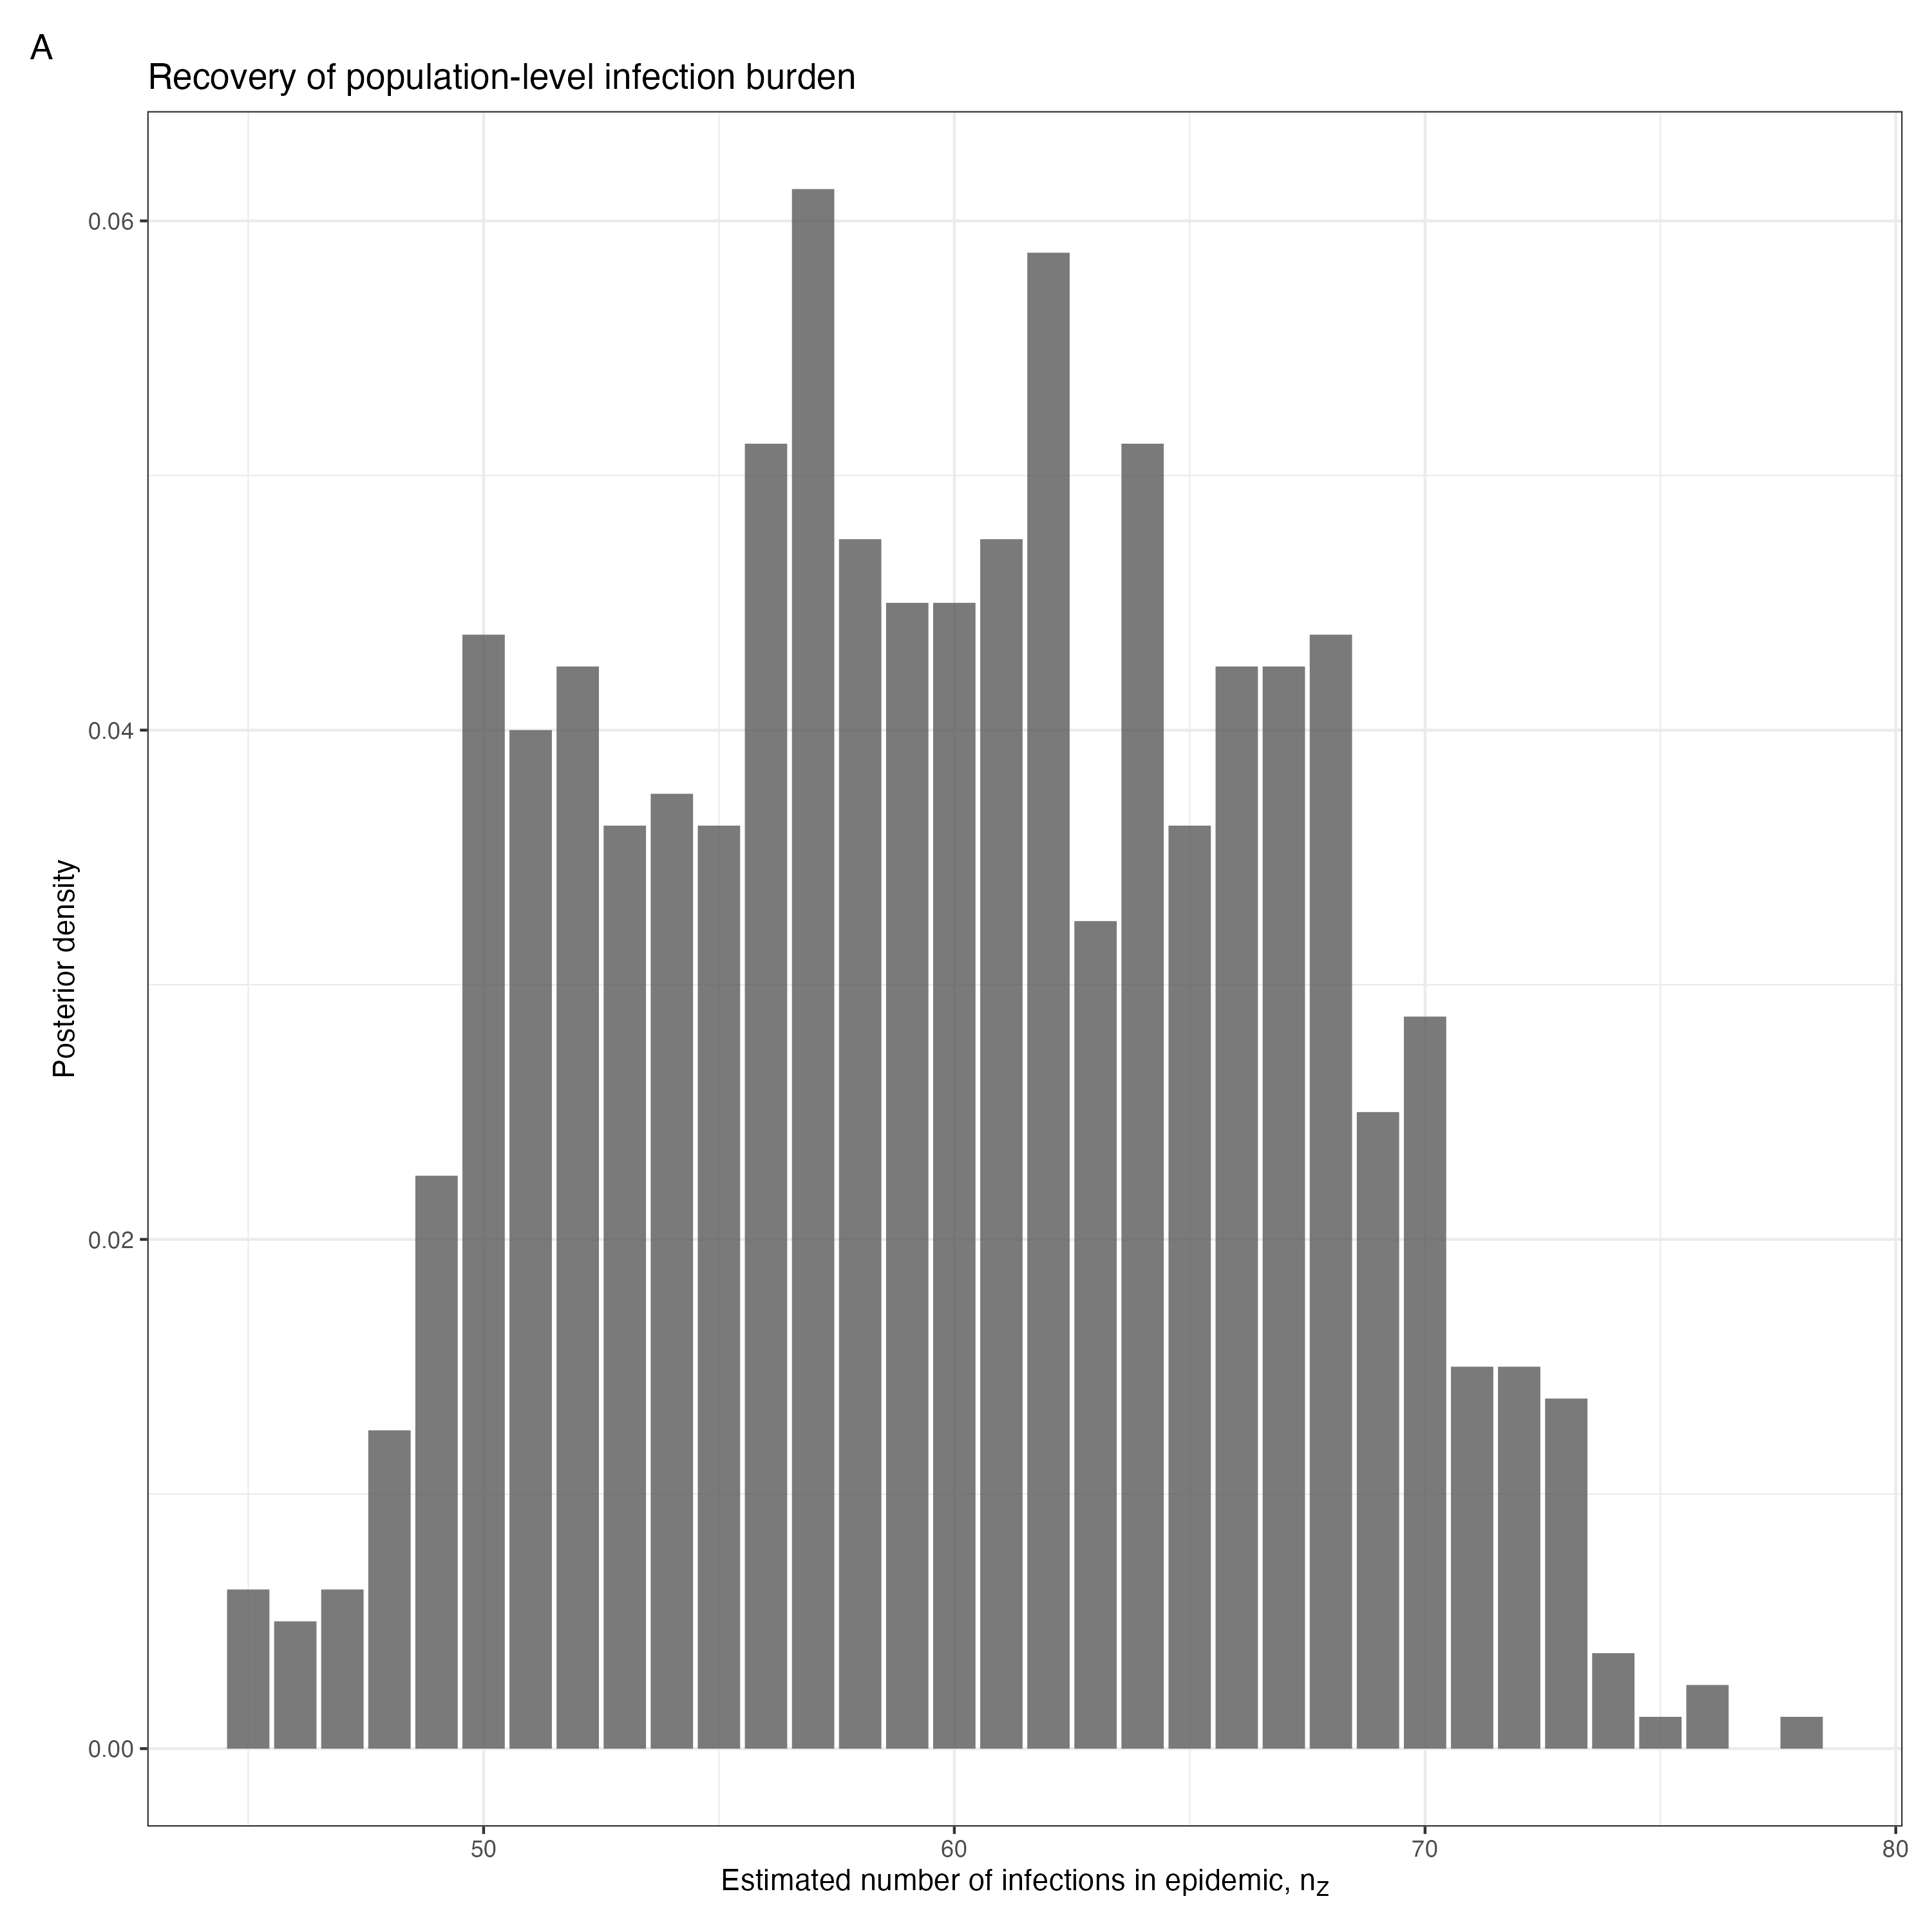 A
Recovery of population-level infection burden
0.06
0.04
0.02
0.00
Posterior density
50 60 70 80
Estimated number of infections in epidemic, nz